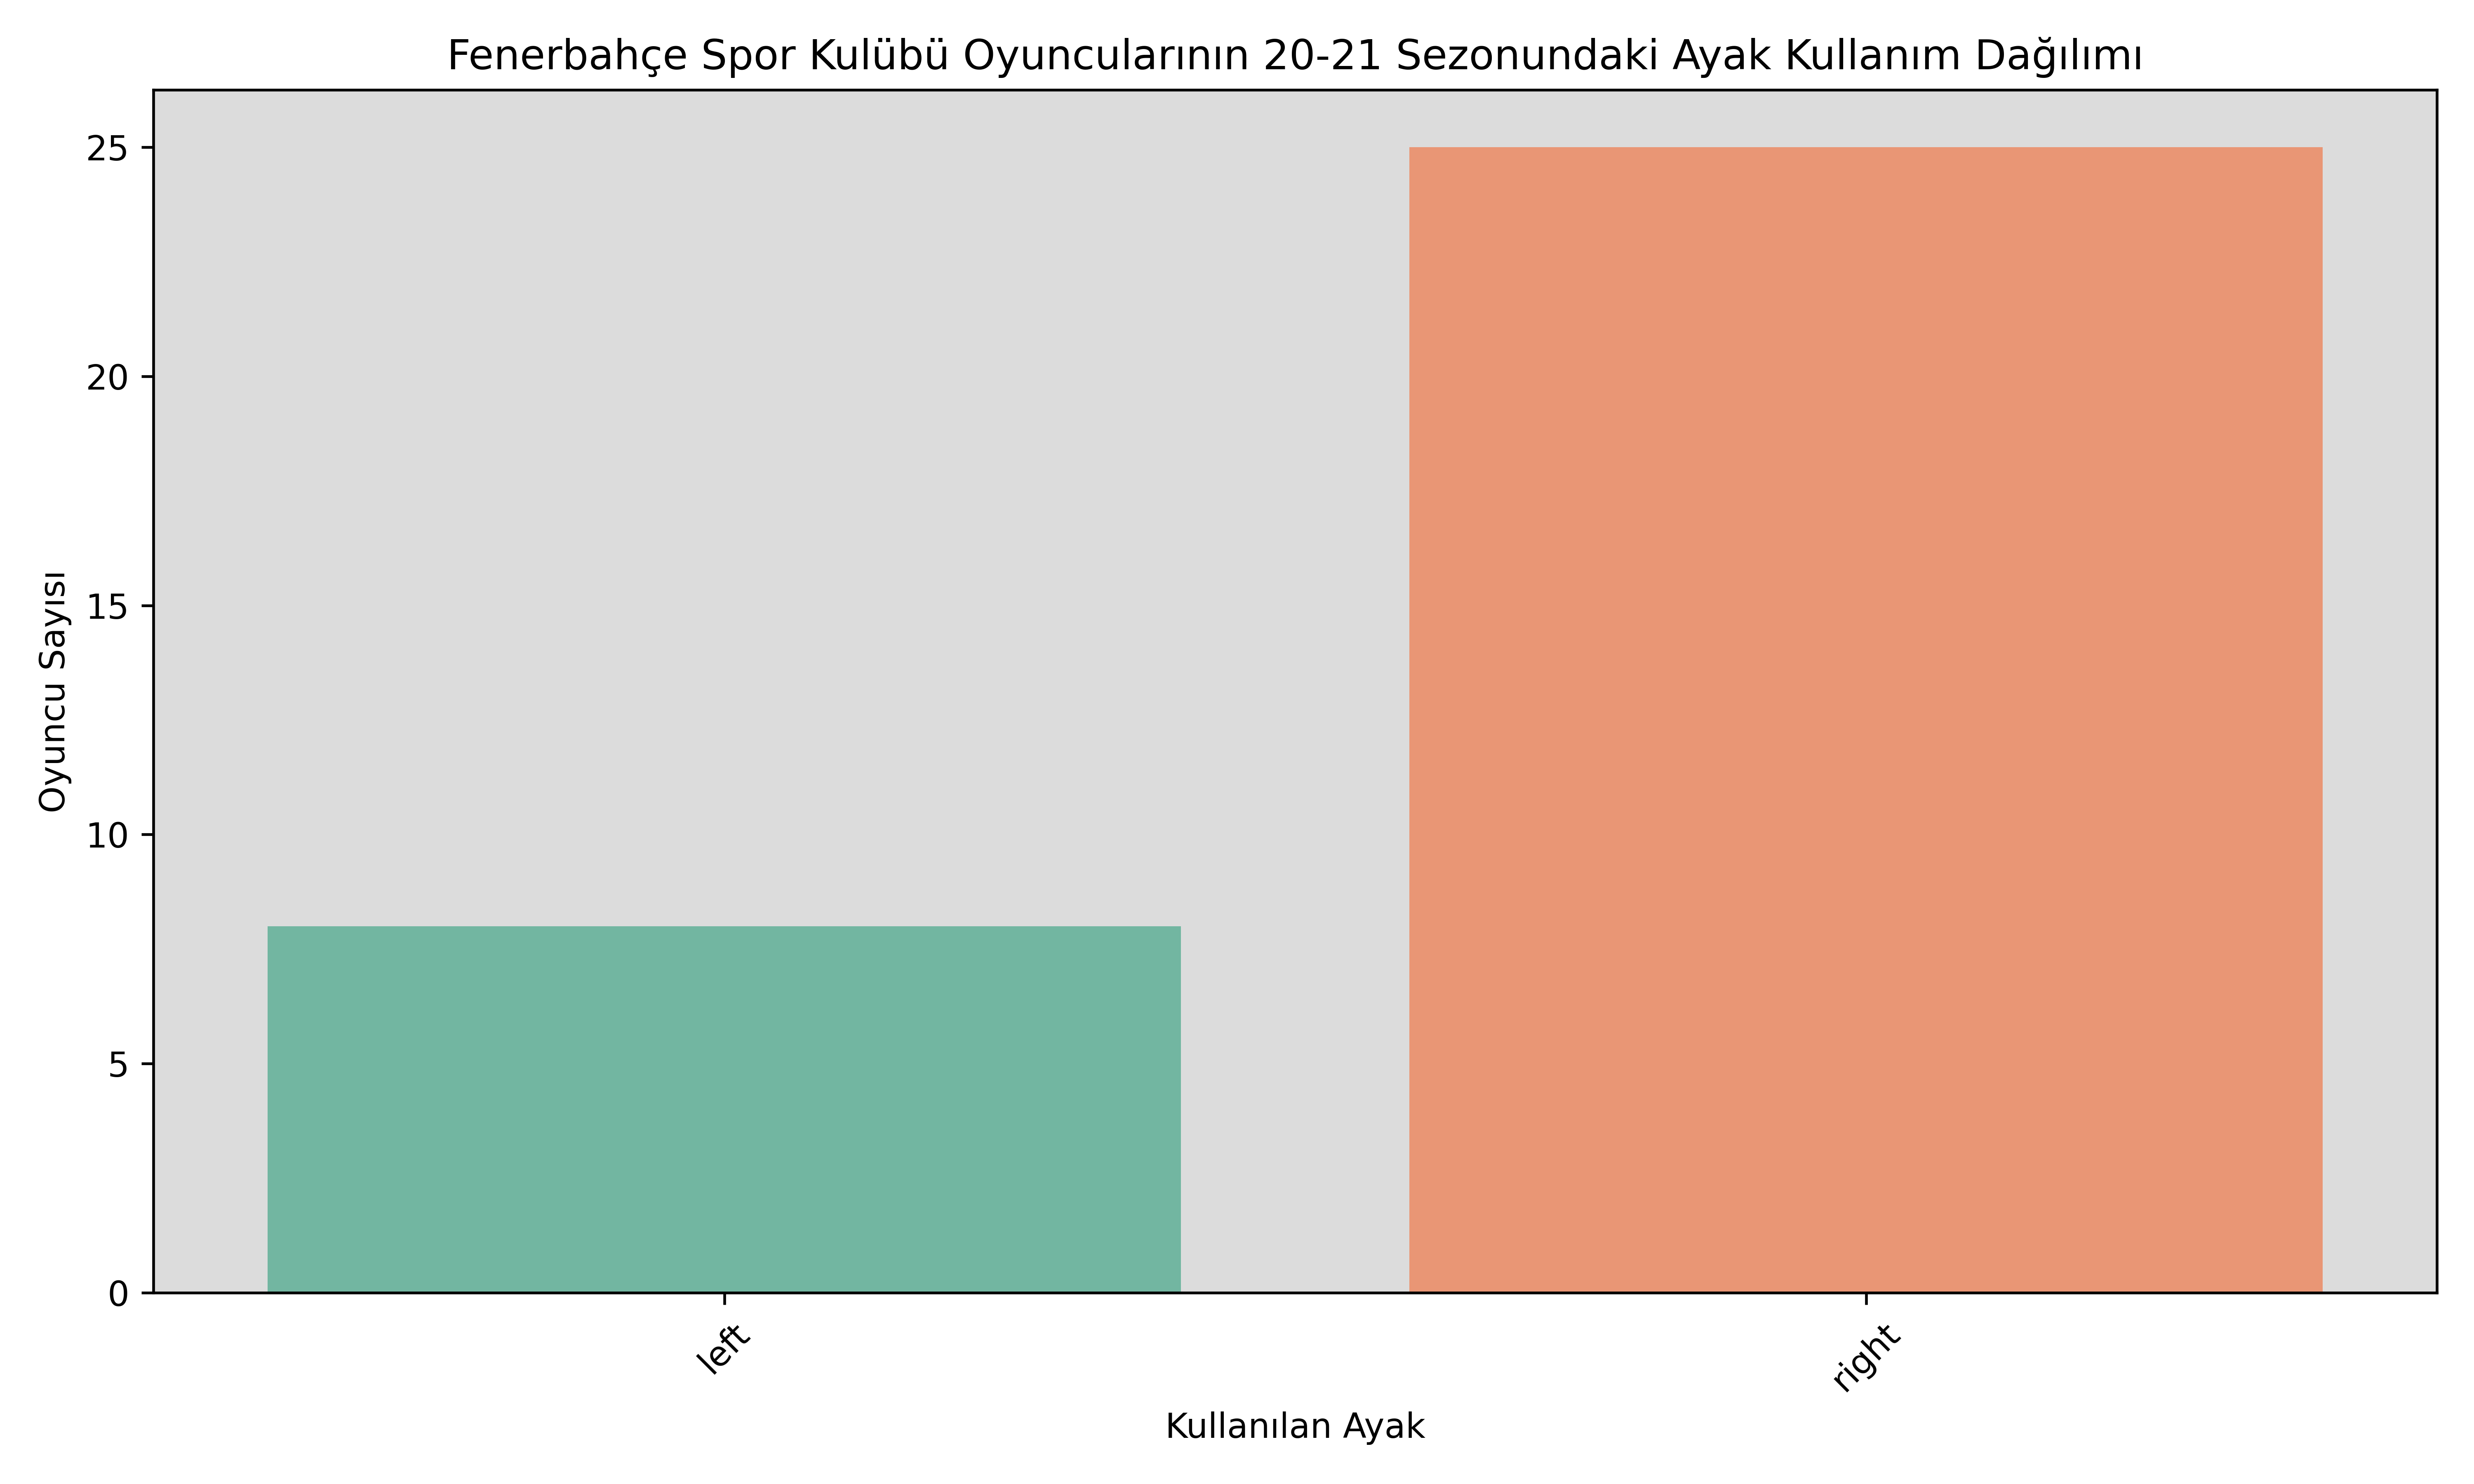 Fenerbahçe Spor Kulübü Oyuncularının 20-21 Sezonundaki Ayak Kullanım Dağılımı
Oyuncu Sayısı
25
20
15
10
5
0
left
right
Kullanılan Ayak